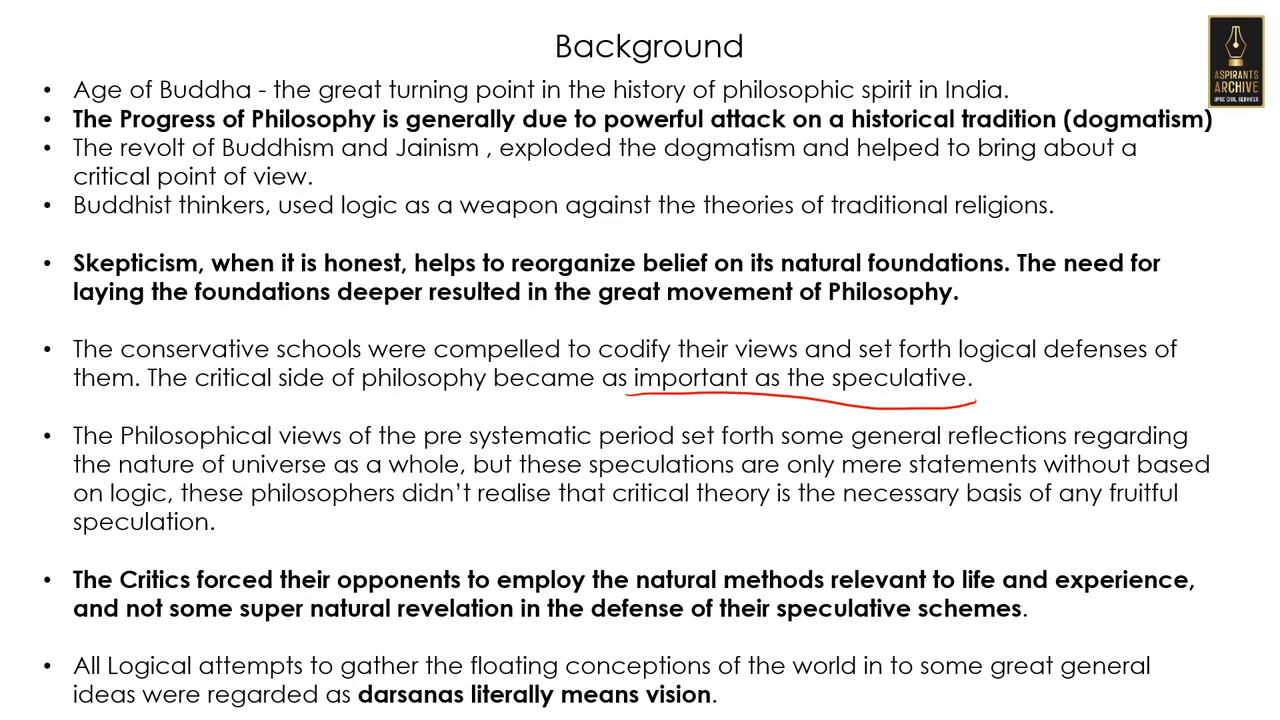 Background
ASPIRANTS
ARCHIVE
UPSC CIVIL SERVICES
• Age of Buddha - the great turning point in the history of philosophic spirit in India.
• The Progress of Philosophy is generally due to powerful attack on a historical tradition (dogmatism)
• The revolt of Buddhism and Jainism , exploded the dogmatism and helped to bring about a
critical point of view.
• Buddhist thinkers, used logic as a weapon against the theories of traditional religions.
• Skepticism, when it is honest, helps to reorganize belief on its natural foundations. The need for
laying the foundations deeper resulted in the great movement of Philosophy.
• The conservative schools were compelled to codify their views and set forth logical defenses of
them. The critical side of philosophy became as important as the speculative.
• The Philosophical views of the pre systematic period set forth some general reflections regarding
the nature of universe as a whole, but these speculations are only mere statements without based
on logic, these philosophers didn’t realise that critical theory is the necessary basis of any fruitful
speculation.
• The Critics forced their opponents to employ the natural methods relevant to life and experience,
and not some super natural revelation in the defense of their speculative schemes.
• All Logical attempts to gather the floating conceptions of the world in to some great general
ideas were regarded as darsanas literally means vision.